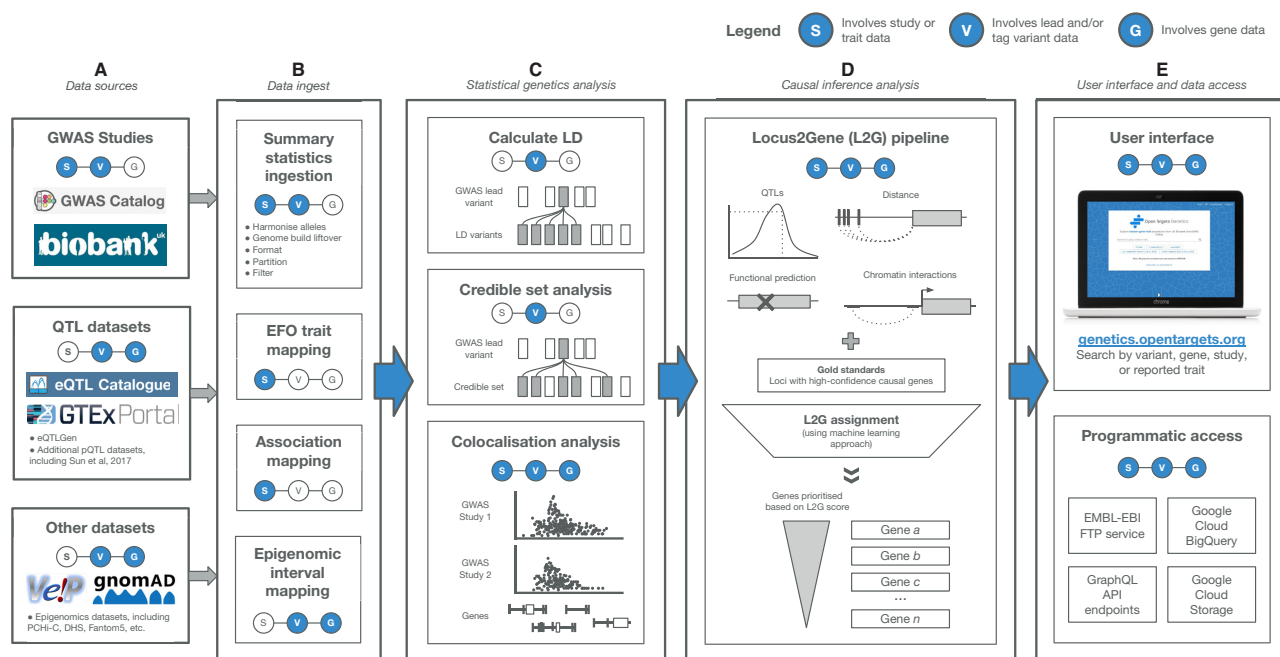 Legend
S
Involves study or
trait data
V
Involves lead and/or
tag variant data
G
Involves gene data
A
Data sources
GWAS Studies
S V G
GWAS Catalog
biobank uk
QTL datasets
S V G
eQTL Catalogue
GTEx Portal
● eQTLGen
● Additional pQTL datasets,
including Sun et al, 2017
Other datasets
S V G
Ve!P gnomAD
● Epigenomics datasets, including
PCHi-C, DHS, Fantom5, etc.
B
Data ingest
Summary
statistics
ingestion
S V G
● Harmonise alleles
● Genome build liftover
● Format
● Partition
● Filter
EFO trait
mapping
S V G
Association
mapping
S V G
Epigenomic
interval
mapping
S V G
C
Statistical genetics analysis
Calculate LD
S V G
GWAS lead
variant
LD variants
Credible set analysis
S V G
GWAS lead
variant
Credible set
Colocalisation analysis
S V G
GWAS
Study 1
GWAS
Study 2
Genes
D
Causal inference analysis
Locus2Gene (L2G) pipeline
S V G
QTLs
Distance
Functional prediction
Chromatin interactions
Gold standards
Loci with high-confidence causal genes
L2G assignment
(using machine learning
approach)
Genes prioritised
based on L2G score
Gene a
Gene b
Gene c
...
Gene n
E
User interface and data access
User interface
S V G
Open Targets Genetics
chrome
genetics.opentargets.org
Search by variant, gene, study,
or reported trait
Programmatic access
S V G
EMBL-EBI
FTP service
Google
Cloud
BigQuery
GraphQL
API
endpoints
Google
Cloud
Storage